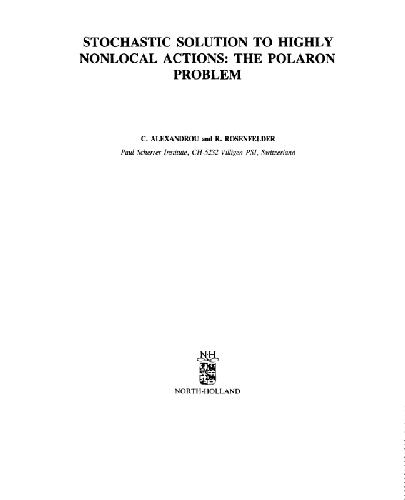 STOCHASTIC SOLUTION TO HIGHLY
NONLOCAL ACTIONS: THE POLARON
PROBLEM
C. ALEXANDROU and R. ROSENFELDER
Paul Scherrer Institute, CH-5232 Villigen PSI, Switzerland
N·H
NORTH-HOLLAND